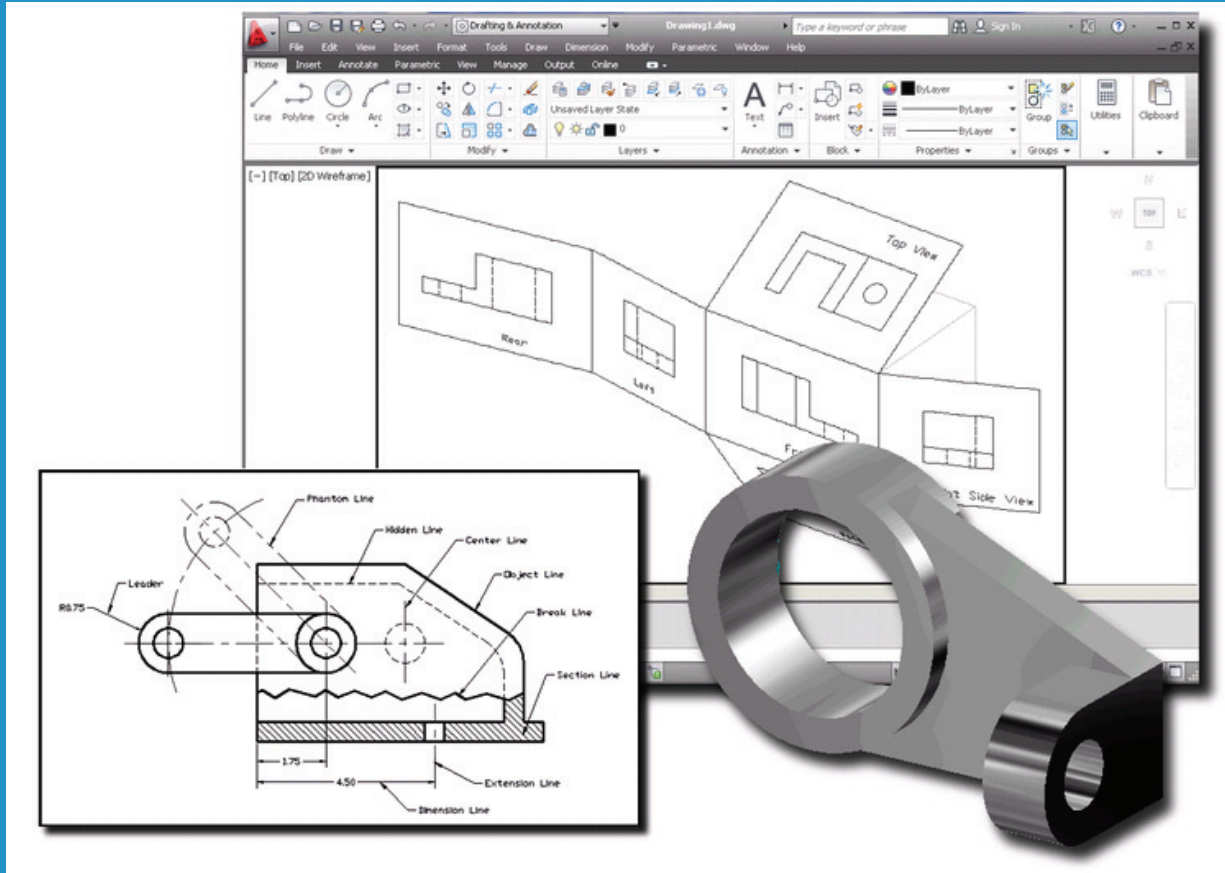 Drafting & Annotation
Drawing1.dwg
Type a keyword or phrase
Sign In
File Edit View Insert Format Tools Draw Dimension Modify Parametric Window Help
Home Insert Annotate Parametric View Manage Output Online
Line Polyline Circle Arc
Unsaved Layer State
0
Text
Insert
ByLayer
ByLayer
ByLayer
Group
Utilities
Clipboard
Draw Modify Layers Annotation Block Properties Groups
[-] [Top] [2D Wireframe]
TOP
WCS
Top View
Rear
Left
Side View
Phantom Line
Hidden Line
Center Line
Leader
Object Line
R0.75
Break Line
Section Line
1.75
4.50
Extension Line
Dimension Line